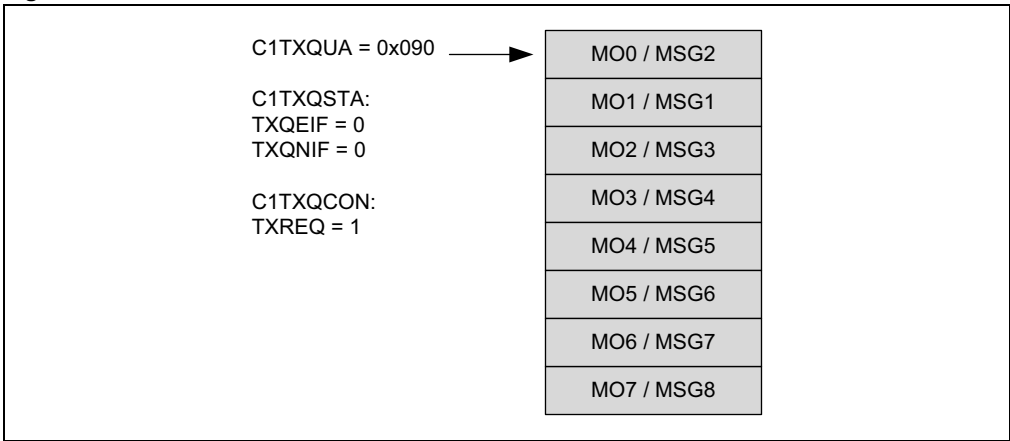 C1TXQUA = 0x090
C1TXQSTA:
TXQEIF = 0
TXQNIF = 0
C1TXQCON:
TXREQ = 1
MO0 / MSG2
MO1 / MSG1
MO2 / MSG3
MO3 / MSG4
MO4 / MSG5
MO5 / MSG6
MO6 / MSG7
MO7 / MSG8